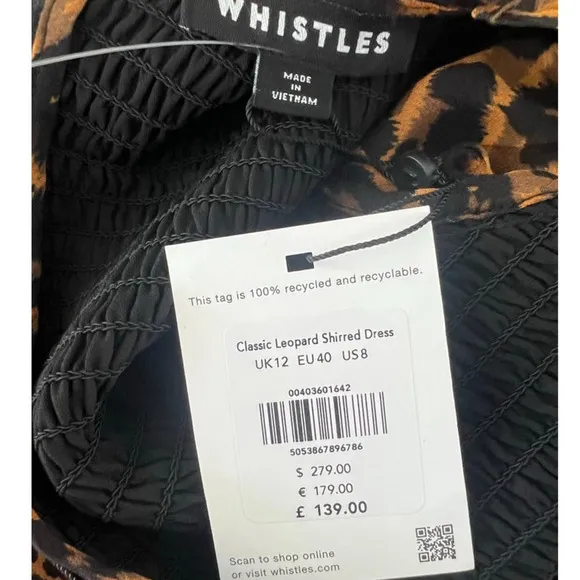 WHISTLES
MADE
IN
VIETNAM
This tag is 100% recycled and recyclable.
Classic Leopard Shirred Dress
UK12 EU40 US8
00403601642
5053867896786
$ 279.00
€ 179.00
£ 139.00
Scan to shop online
or visit whistles.com